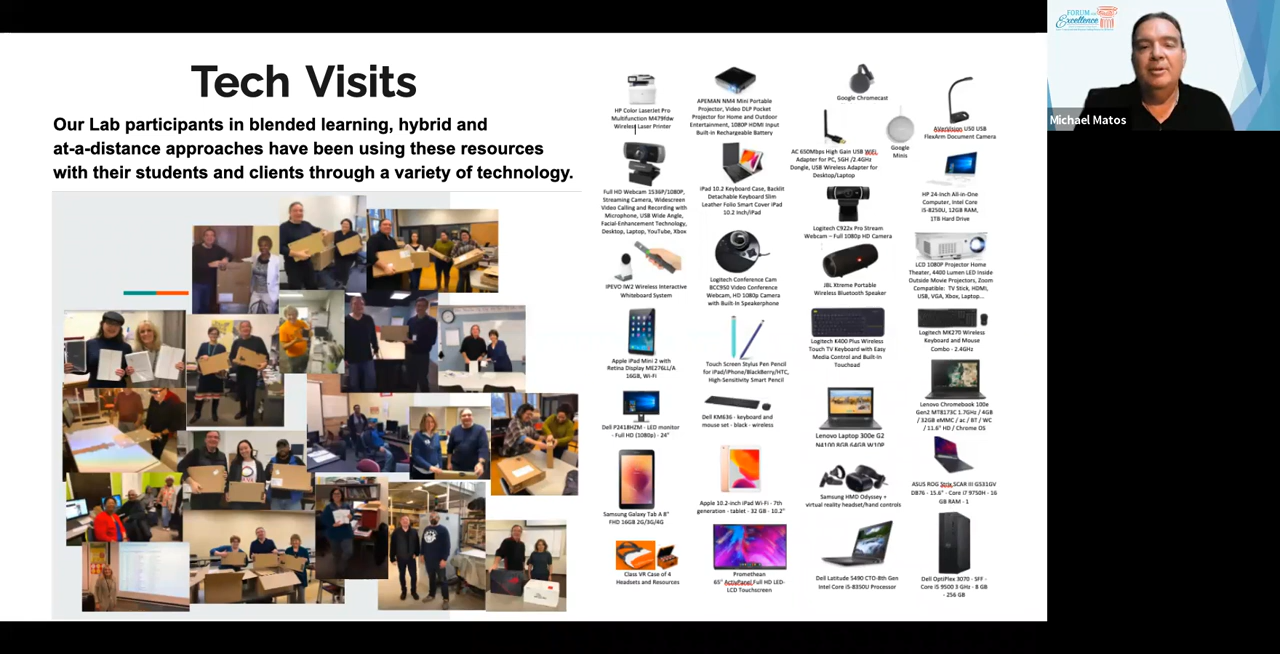 Tech Visits
Our Lab participants in blended learning, hybrid and
at-a-distance approaches have been using these resources
with their students and clients through a variety of technology.
HP Color LaserJet Pro
Multifunction M479fdw
Wireless Laser Printer
APEMAN NM4 Mini Portable
Projector, Video DLP Pocket
Projector for Home and Outdoor
Entertainment, 1080P HDMI Input
Built-in Rechargeable Battery
Google Chromecast
AVerVision U50 USB
FlexArm Document Camera
AC 650Mbps High Gain USB WiFi
Adapter for PC, 5GH /2.4GHz
Dongle, USB Wireless Adapter for
Desktop/Laptop
Google
Minis
Full HD Webcam 1536P/1080P,
Streaming Camera, Widescreen
Video Calling and Recording with
Microphone, USB Wide Angle,
Facial-Enhancement Technology,
Desktop, Laptop, YouTube, Xbox
iPad 10.2 Keyboard Case, Backlit
Detachable Keyboard Slim
Leather Folio Smart Cover iPad
10.2 Inch/iPad
Logitech C922x Pro Stream
Webcam – Full 1080p HD Camera
HP 24-inch All-in-One
Computer, Intel Core
i5-8250U, 12GB RAM,
1TB Hard Drive
IPEVO IW2 Wireless Interactive
Whiteboard System
Logitech Conference Cam
BCC950 Video Conference
Webcam, HD 1080p Camera
with Built-In Speakerphone
JBL Xtreme Portable
Wireless Bluetooth Speaker
LCD 1080P Projector Home
Theater, 4400 Lumen LED Inside
Outside Movie Projectors, Zoom
Compatible: TV Stick, HDMI,
USB, VGA, Xbox, Laptop...
Apple iPad Mini 2 with
Retina Display ME276LL/A
16GB, Wi-Fi
Touch Screen Stylus Pen Pencil
for iPad/iPhone/BlackBerry/HTC,
High-Sensitivity Smart Pencil
Logitech K400 Plus Wireless
Touch TV Keyboard with Easy
Media Control and Built-In
Touchpad
Logitech MK270 Wireless
Keyboard and Mouse
Combo - 2.4GHz
Dell P2418HZM - LED monitor
- Full HD (1080p) - 24"
Dell KM636 - keyboard and
mouse set - black - wireless
Lenovo Laptop 300e G2
N4100 8GB 64GB W10P
Lenovo Chromebook 100e
Gen2 MT8173C 1.7GHz / 4GB
/ 32GB eMMC / ac / BT / WC
/ 11.6" HD / Chrome OS
Samsung Galaxy Tab A 8"
FHD 16GB 2G/3G/4G
Apple 10.2-inch iPad Wi-Fi - 7th
generation - tablet - 32 GB - 10.2"
Samsung HMD Odyssey +
virtual reality headset/hand controls
ASUS ROG Strix SCAR III G531GV
DB76 - 15.6" - Core i7 9750H - 16
GB RAM - 1
Class VR Case of 4
Headsets and Resources
Promethean
65" ActivPanel Full HD LED-
LCD Touchscreen
Dell Latitude 5490 CTO-8th Gen
Intel Core i5-8350U Processor
Dell OptiPlex 3070 - SFF -
Core i5 9500 3 GHz - 8 GB
- 256 GB
FORUM for
Excellence
Michael Matos